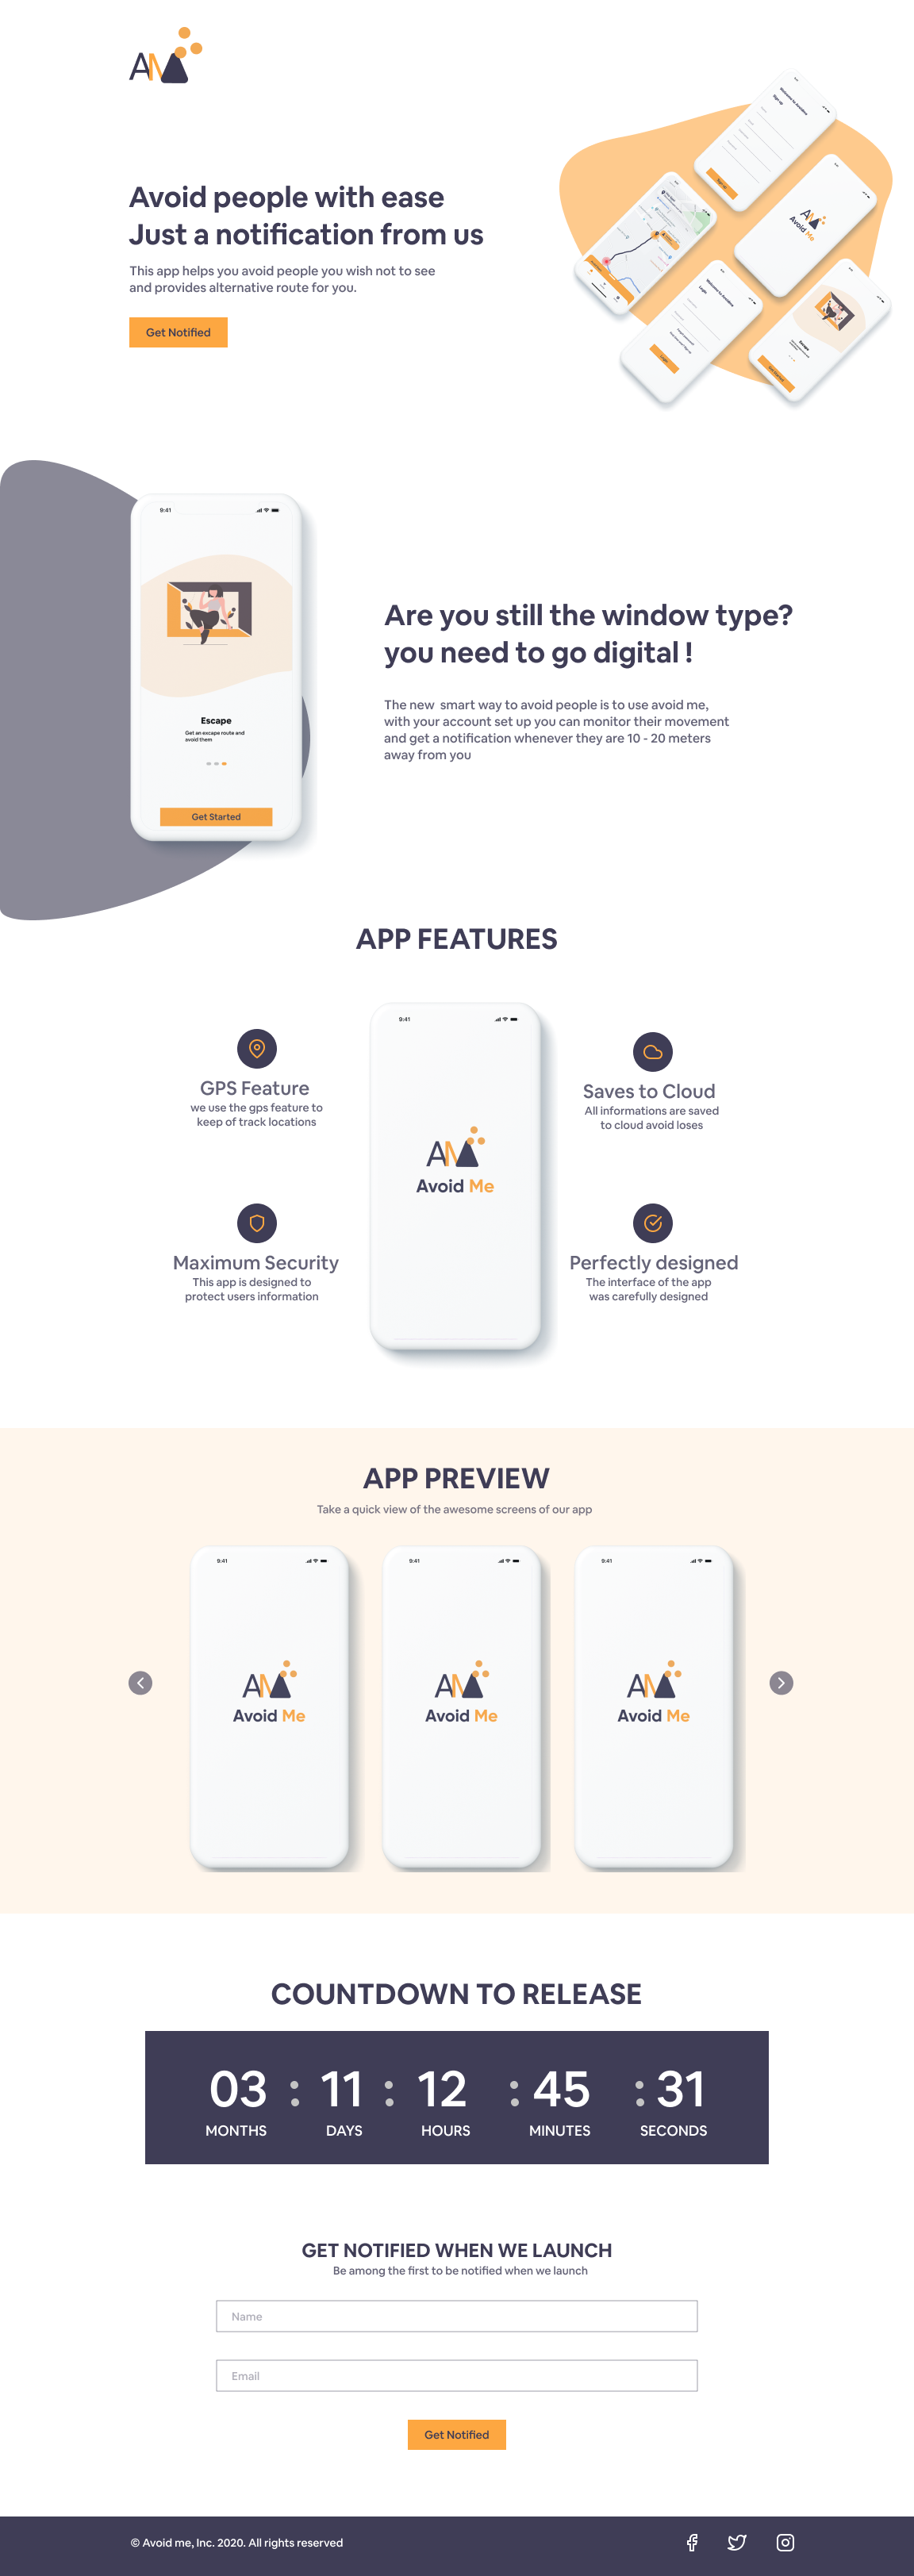 AM
Avoid people with ease
Just a notification from us
This app helps you avoid people you wish not to see
and provides alternative route for you.
Get Notified
Sign up
Avoid Me
Login
Escape
9:41
Escape
Get an excape route and
avoid them
Get Started
Are you still the window type?
you need to go digital !
The new smart way to avoid people is to use avoid me,
with your account set up you can monitor their movement
and get a notification whenever they are 10 - 20 meters
away from you
APP FEATURES
GPS Feature
we use the gps feature to
keep of track locations
Maximum Security
This app is designed to
protect users information
9:41
AM
Avoid Me
Saves to Cloud
All informations are saved
to cloud avoid loses
Perfectly designed
The interface of the app
was carefully designed
APP PREVIEW
Take a quick view of the awesome screens of our app
9:41
AM
Avoid Me
9:41
AM
Avoid Me
9:41
AM
Avoid Me
COUNTDOWN TO RELEASE
03 : 11 : 12 : 45 : 31
MONTHS DAYS HOURS MINUTES SECONDS
GET NOTIFIED WHEN WE LAUNCH
Be among the first to be notified when we launch
Name
Email
Get Notified
© Avoid me, Inc. 2020. All rights reserved